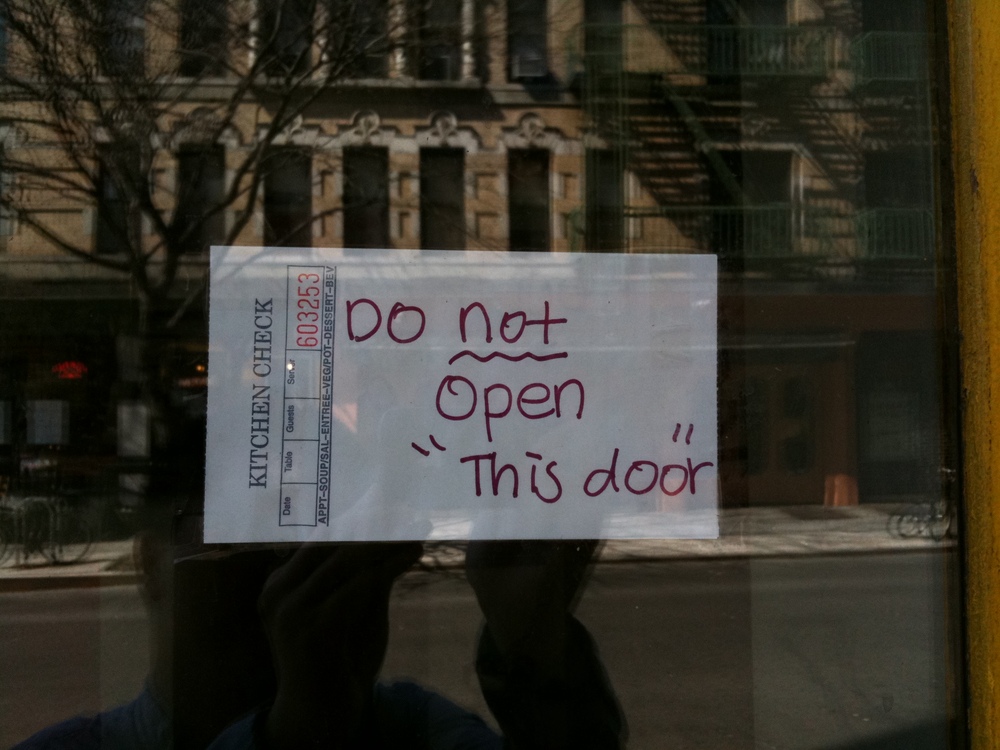 DO not
Open
"This door"
KITCHEN CHECK
Date Table Guests Server 603253
APPT-SOUP/SAL-ENTREE-VEG/POT-DESSERT-BEV